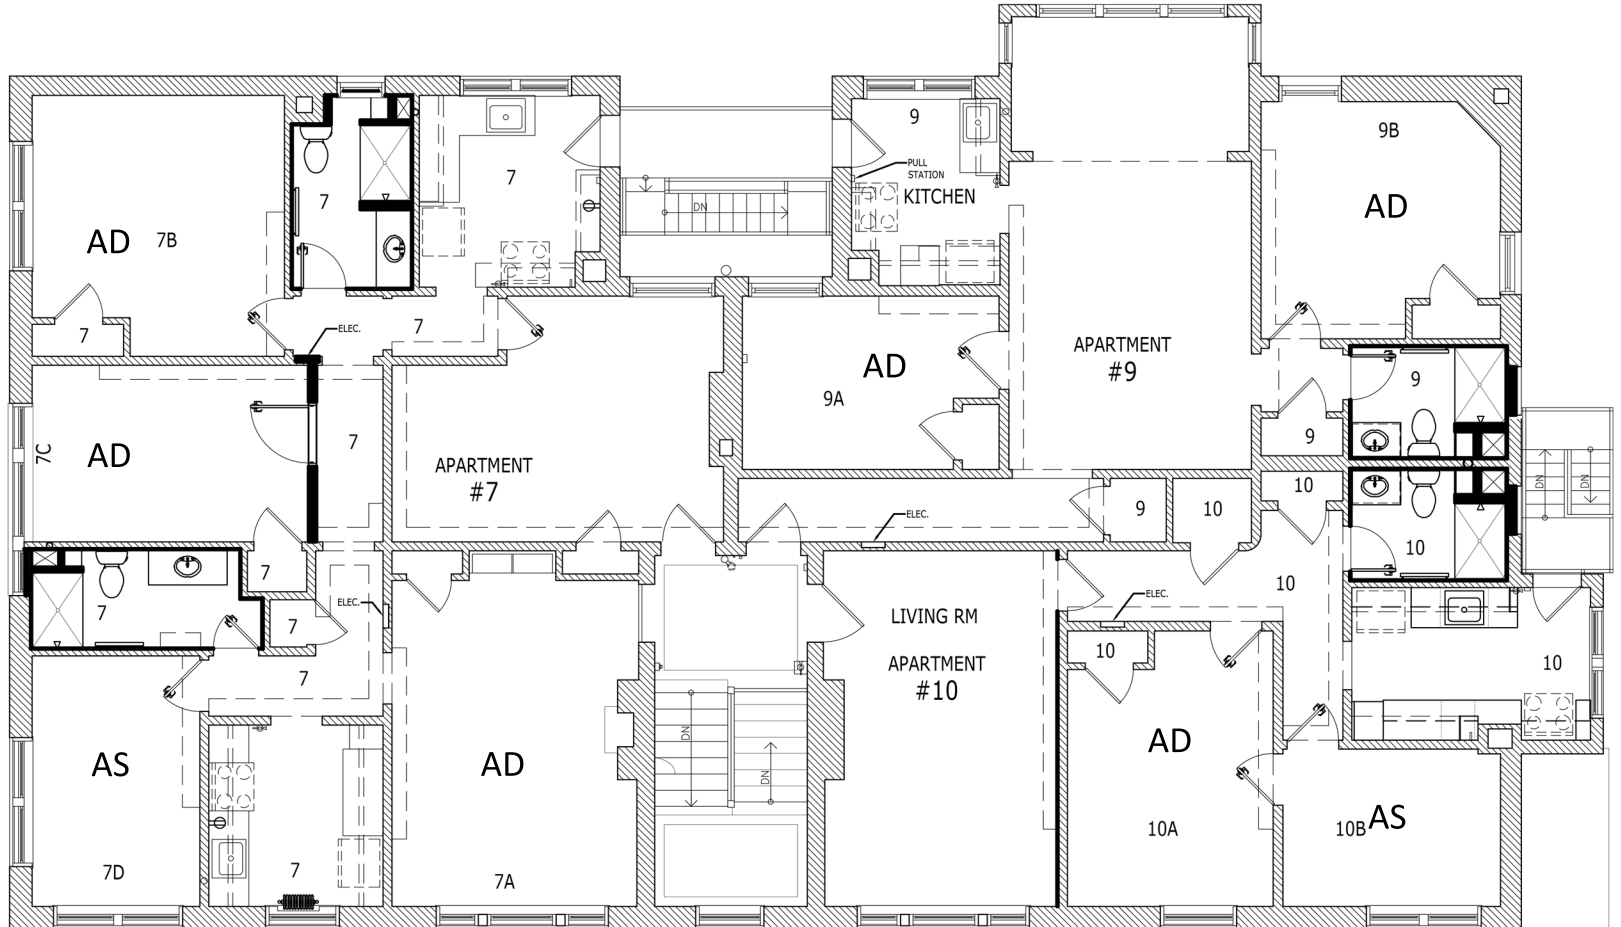 9
9B
PULL
STATION
7
7
KITCHEN
DN
AD
AD
7B
7
7
ELEC.
APARTMENT
#9
AD
9A
9
9
7
7C
AD
APARTMENT
#7
DN
DN
10
9
10
ELEC.
10
7
10
7
ELEC.
ELEC.
7
LIVING RM
10
APARTMENT
#10
10
7
DN
AD
DN
AS
AD
AS
10B
10A
7D
7
7A